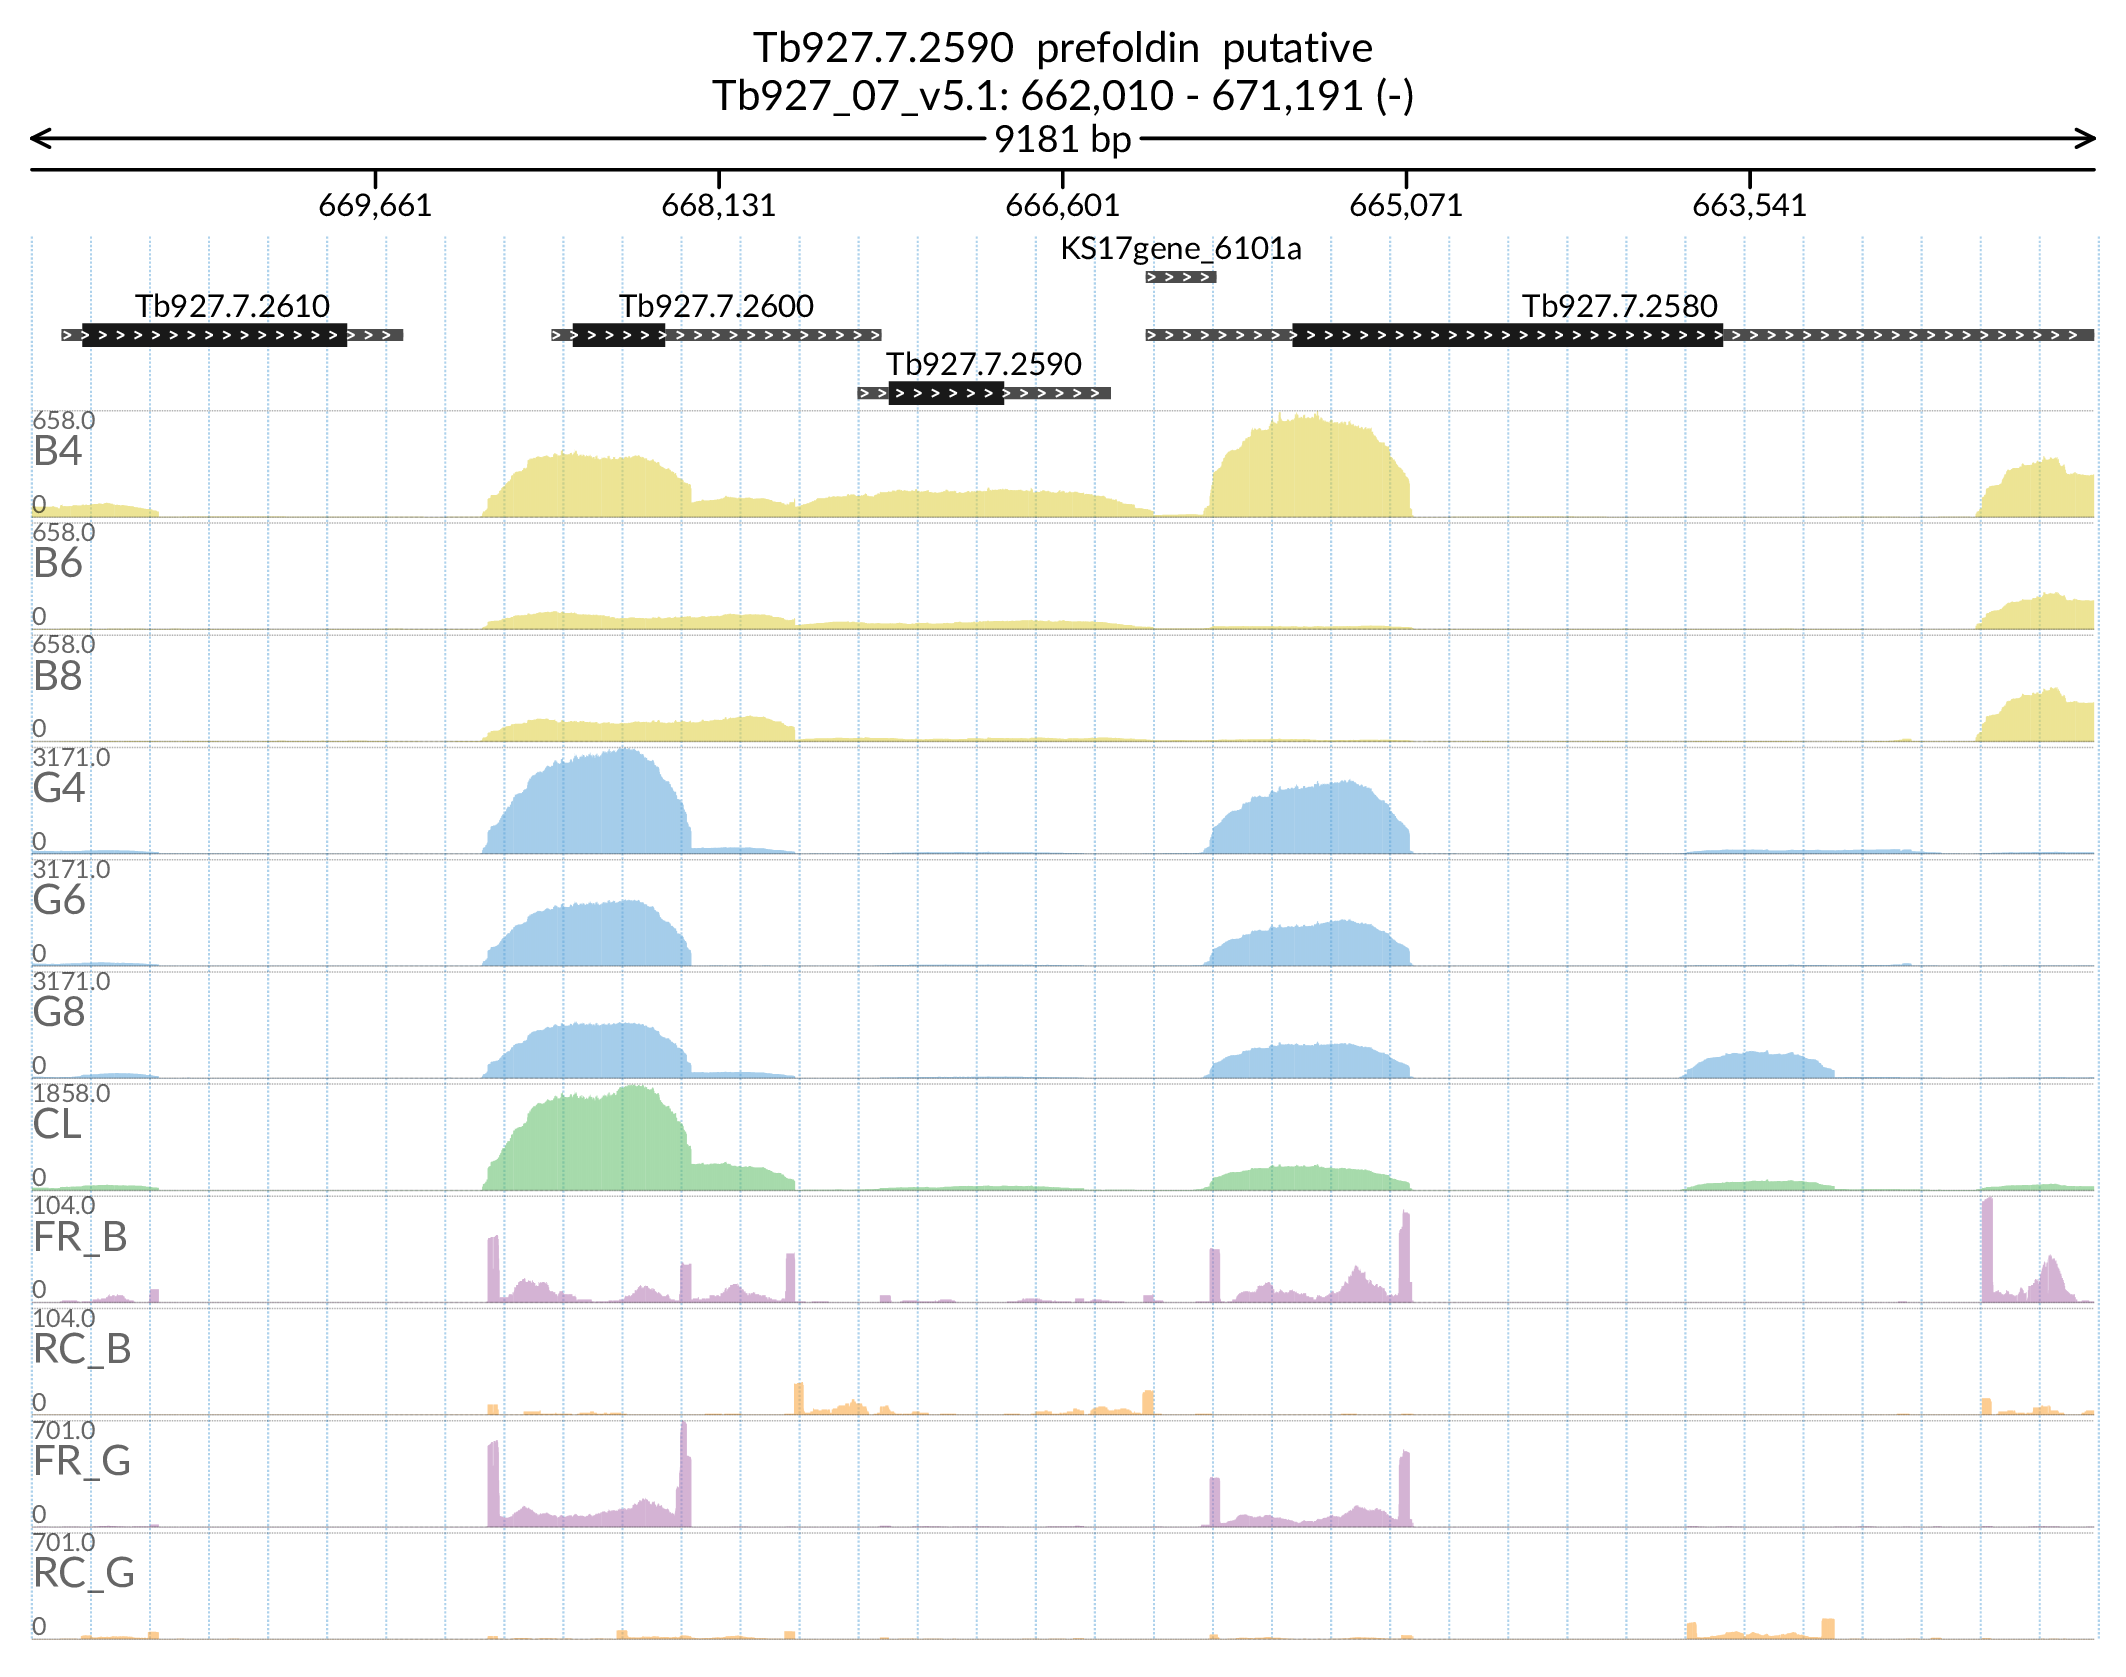 Tb927.7.2590 prefoldin putative
Tb927_07_v5.1: 662,010 - 671,191 (-)
9181 bp
669,661 668,131 666,601 665,071 663,541
KS17gene_6101a
Tb927.7.2610 Tb927.7.2600 Tb927.7.2580
Tb927.7.2590
658.0
B4
0
658.0
B6
0
658.0
B8
0
3171.0
G4
0
3171.0
G6
0
3171.0
G8
0
1858.0
CL
0
104.0
FR_B
0
104.0
RC_B
0
701.0
FR_G
0
701.0
RC_G
0